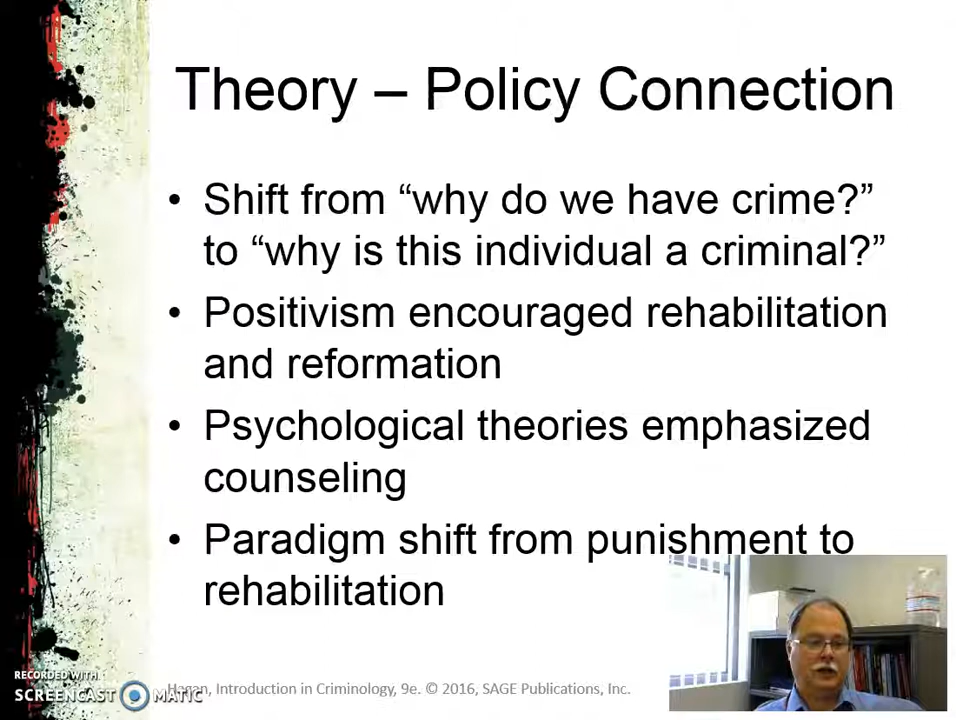 Theory – Policy Connection
• Shift from “why do we have crime?”
to “why is this individual a criminal?”
• Positivism encouraged rehabilitation
and reformation
• Psychological theories emphasized
counseling
• Paradigm shift from punishment to
rehabilitation
RECORDED WITH
SCREENCAST MATIC
Introduction in Criminology, 9e. © 2016, SAGE Publications, Inc.